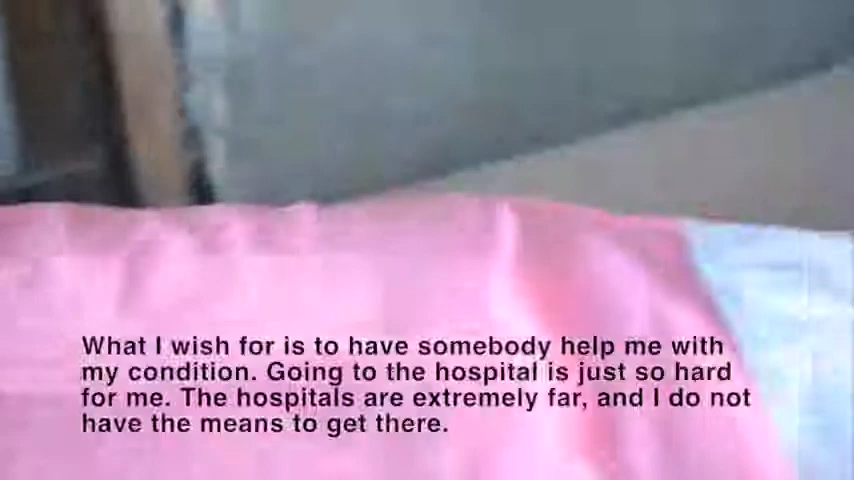 What I wish for is to have somebody help me with
my condition. Going to the hospital is just so hard
for me. The hospitals are extremely far, and I do not
have the means to get there.